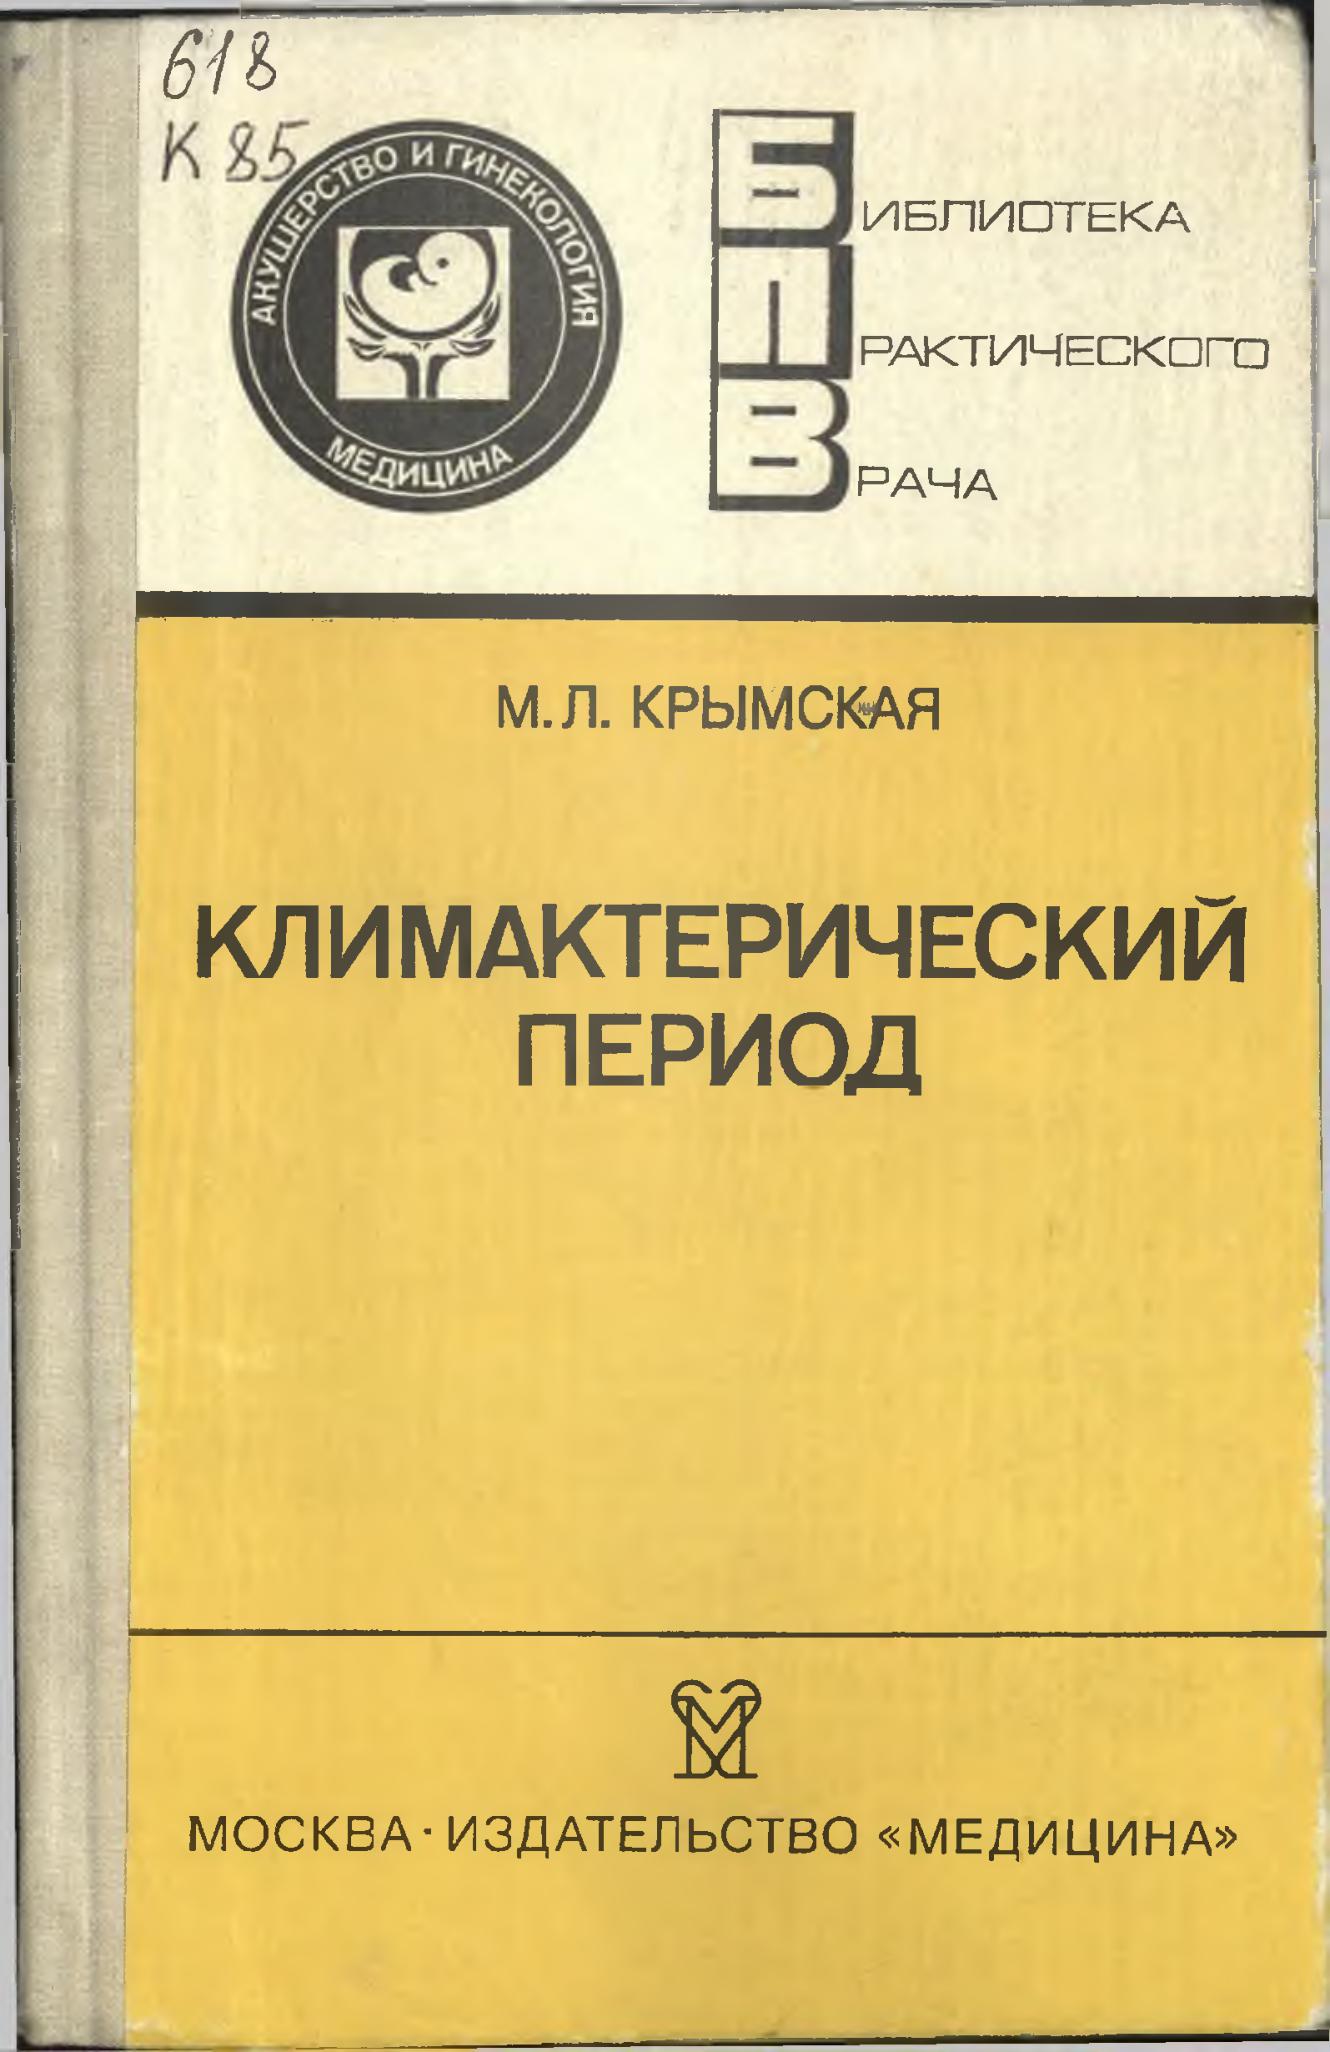 618
К 85
АКУШЕРСТВО И ГИНЕКОЛОГИЯ
МЕДИЦИНА
БИБЛИОТЕКА
ПРАКТИЧЕСКОГО
ВРАЧА
М. Л. КРЫМСКАЯ
КЛИМАКТЕРИЧЕСКИЙ
ПЕРИОД
МОСКВА · ИЗДАТЕЛЬСТВО «МЕДИЦИНА»